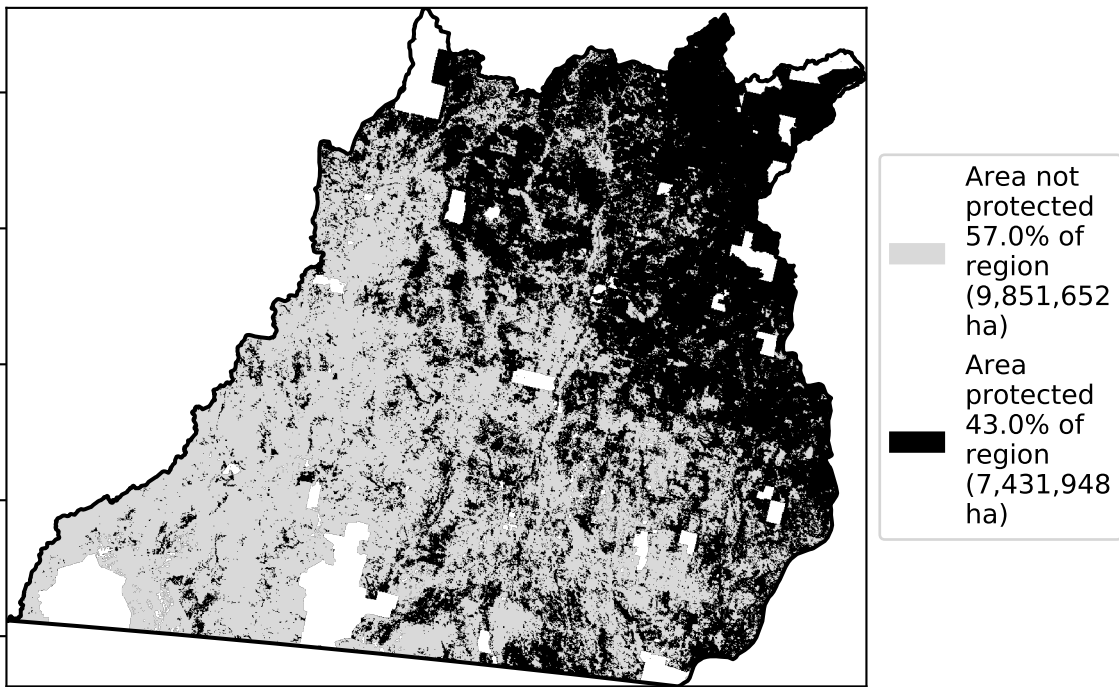 Area not
protected
57.0% of
region
(9,851,652
ha)
Area
protected
43.0% of
region
(7,431,948
ha)